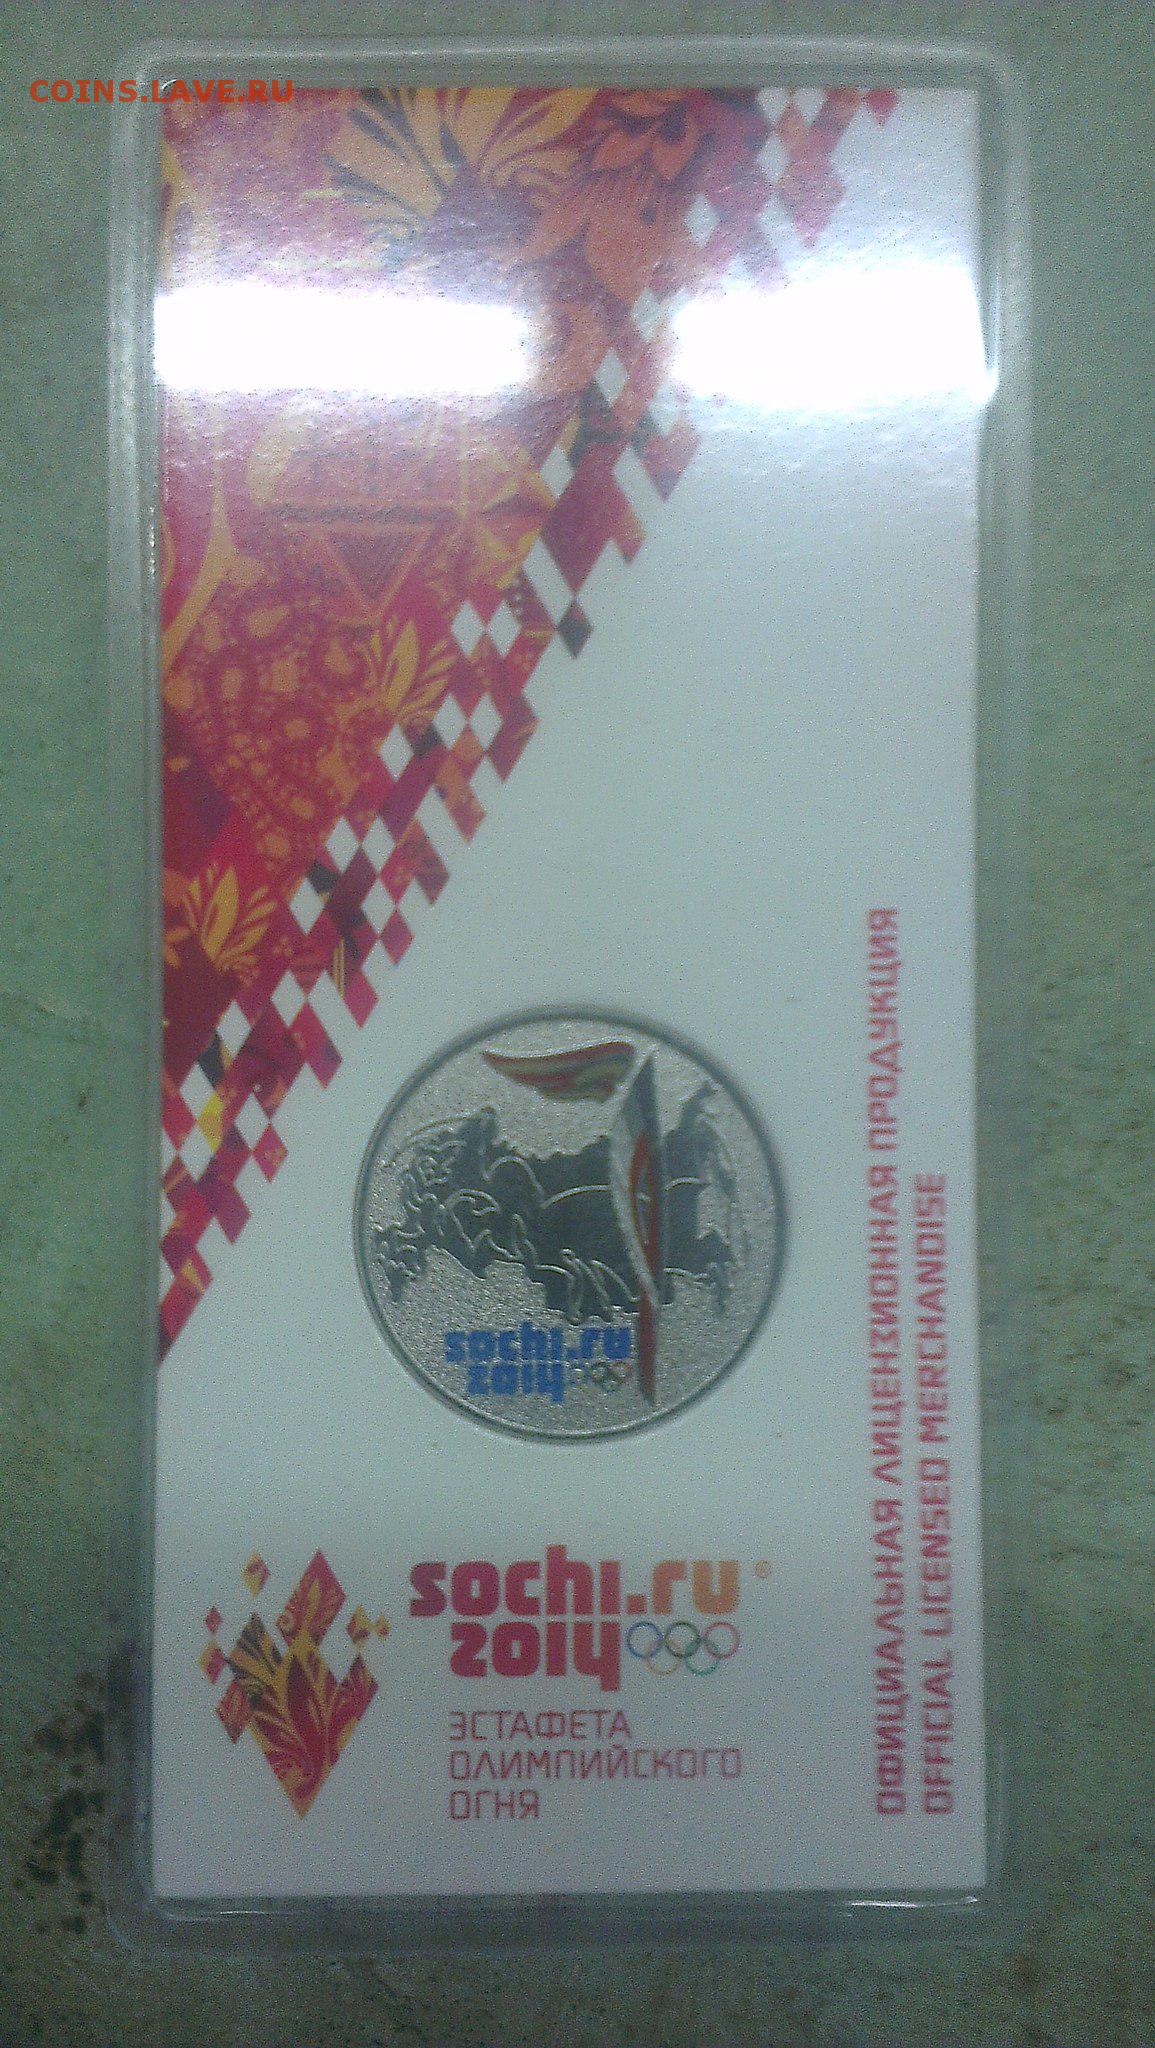 COINS.LAVE.RU
sochi.ru
2014
sochi.ru ©
2014
ЭСТАФЕТА
ОЛИМПИЙСКОГО
ОГНЯ
ОФИЦИАЛЬНАЯ ЛИЦЕНЗИОННАЯ ПРОДУКЦИЯ
OFFICIAL LICENSED MERCHANDISE